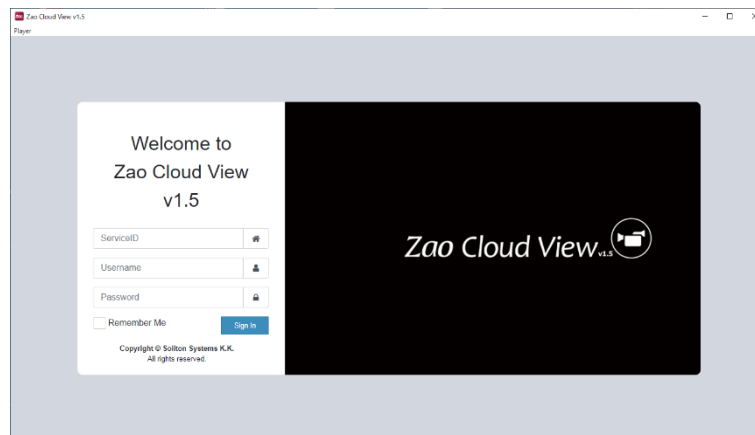 Zao Cloud View v1.5
Player
Welcome to
Zao Cloud View
v1.5
ServiceID
Username
Password
Remember Me
Sign In
Copyright © Soliton Systems K.K.
All rights reserved.
Zao Cloud View v1.5